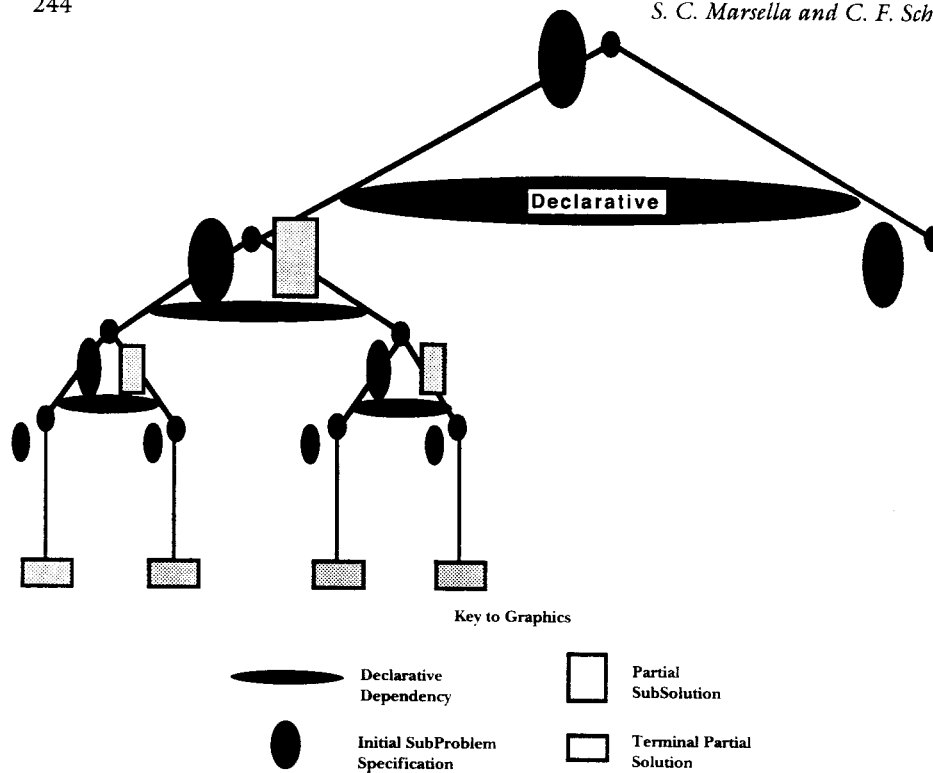 244
S. C. Marsella and C. F. Sch
Declarative
Key to Graphics
Declarative
Dependency
Partial
SubSolution
Initial SubProblem
Specification
Terminal Partial
Solution